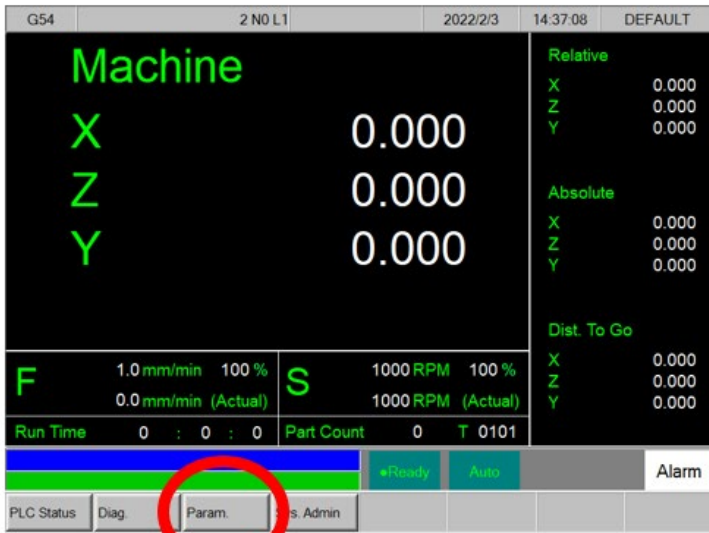 G54 2 N0 L1 2022/2/3 14:37:08 DEFAULT
Machine
X 0.000
Z 0.000
Y 0.000
Relative
X 0.000
Z 0.000
Y 0.000
Absolute
X 0.000
Z 0.000
Y 0.000
Dist. To Go
X 0.000
Z 0.000
Y 0.000
F 1.0 mm/min 100 %
0.0 mm/min (Actual)
S 1000 RPM 100 %
1000 RPM (Actual)
Run Time 0 : 0 : 0 Part Count 0 T 0101
●Ready Auto Alarm
PLC Status Diag. Param. Admin